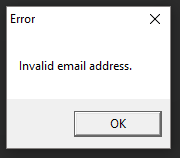 Error
Invalid email address.
OK